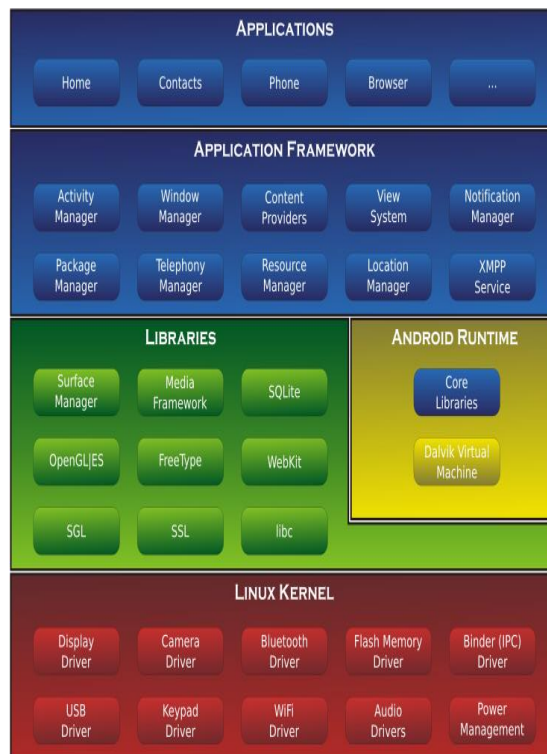 APPLICATIONS
Home
Contacts
Phone
Browser
...
APPLICATION FRAMEWORK
Activity
Manager
Window
Manager
Content
Providers
View
System
Notification
Manager
Package
Manager
Telephony
Manager
Resource
Manager
Location
Manager
XMPP
Service
LIBRARIES
Surface
Manager
Media
Framework
SQLite
OpenGL|ES
FreeType
WebKit
SGL
SSL
libc
ANDROID RUNTIME
Core
Libraries
Dalvik Virtual
Machine
LINUX KERNEL
Display
Driver
Camera
Driver
Bluetooth
Driver
Flash Memory
Driver
Binder (IPC)
Driver
USB
Driver
Keypad
Driver
WiFi
Driver
Audio
Drivers
Power
Management